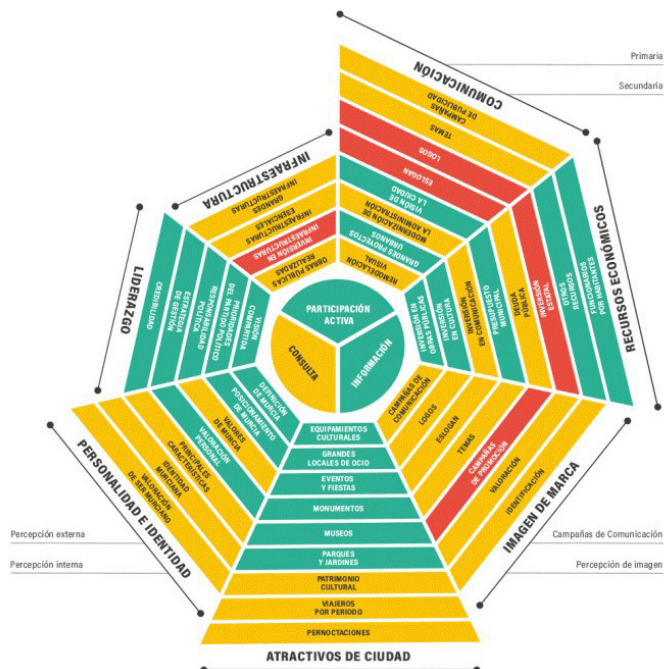 Primaria
Secundaria
COMUNICACIÓN
CAMPAÑAS
DE PUBLICIDAD
TEMAS
LOGOS
ESLOGAN
VISIÓN DE
LA CIUDAD
MODERNIZACIÓN DE
LA ADMINISTRACIÓN
GRANDES PROYECTOS
URBANOS
REMODELACIÓN
VISUAL
INFRAESTRUCTURA
GRANDES
INFRAESTRUCTURAS
INFRAESTRUCTURAS
ESENCIALES
INVERSIÓN EN
INFRAESTRUCTURAS
OBRAS PÚBLICAS
REALIZADAS
RECURSOS ECONÓMICOS
FUNCIONARIOS
POR HABITANTES
OTROS
RECURSOS
INVERSIÓN
ESTATAL
DEUDA
PÚBLICA
PRESUPUESTO
MUNICIPAL
INVERSIÓN
EN COMUNICACIÓN
INVERSIÓN
EN CULTURA
INVERSIÓN EN
OBRAS PÚBLICAS
LIDERAZGO
CREDIBILIDAD
ESTRATEGIA
DE GESTIÓN
RESPONSABILIDAD
POLÍTICA
PRIORIDADES
DEL PARTIDO POLÍTICO
VISIÓN
COMPARTIDA
PARTICIPACIÓN
ACTIVA
CONSULTA
INFORMACIÓN
DEFINICIÓN
DE MURCIA
POSICIONAMIENTO
DE MURCIA
VALORES
DE MURCIA
VALORACIÓN
PERSONAL
PRINCIPALES
CARACTERÍSTICAS
IDENTIDAD
MURCIANA
VALORACIÓN
DE SER MURCIANO
PERSONALIDAD E IDENTIDAD
Percepción externa
Percepción interna
CAMPAÑAS DE
COMUNICACIÓN
LOGOS
ESLOGAN
TEMAS
CAMPAÑAS
DE PROMOCIÓN
VALORACIÓN
IDENTIFICACIÓN
IMAGEN DE MARCA
Campañas de Comunicación
Percepción de imagen
EQUIPAMIENTOS
CULTURALES
GRANDES
LOCALES DE OCIO
EVENTOS
Y FIESTAS
MONUMENTOS
MUSEOS
PARQUES
Y JARDINES
PATRIMONIO
CULTURAL
VIAJEROS
POR PERIODO
PERNOCTACIONES
ATRACTIVOS DE CIUDAD